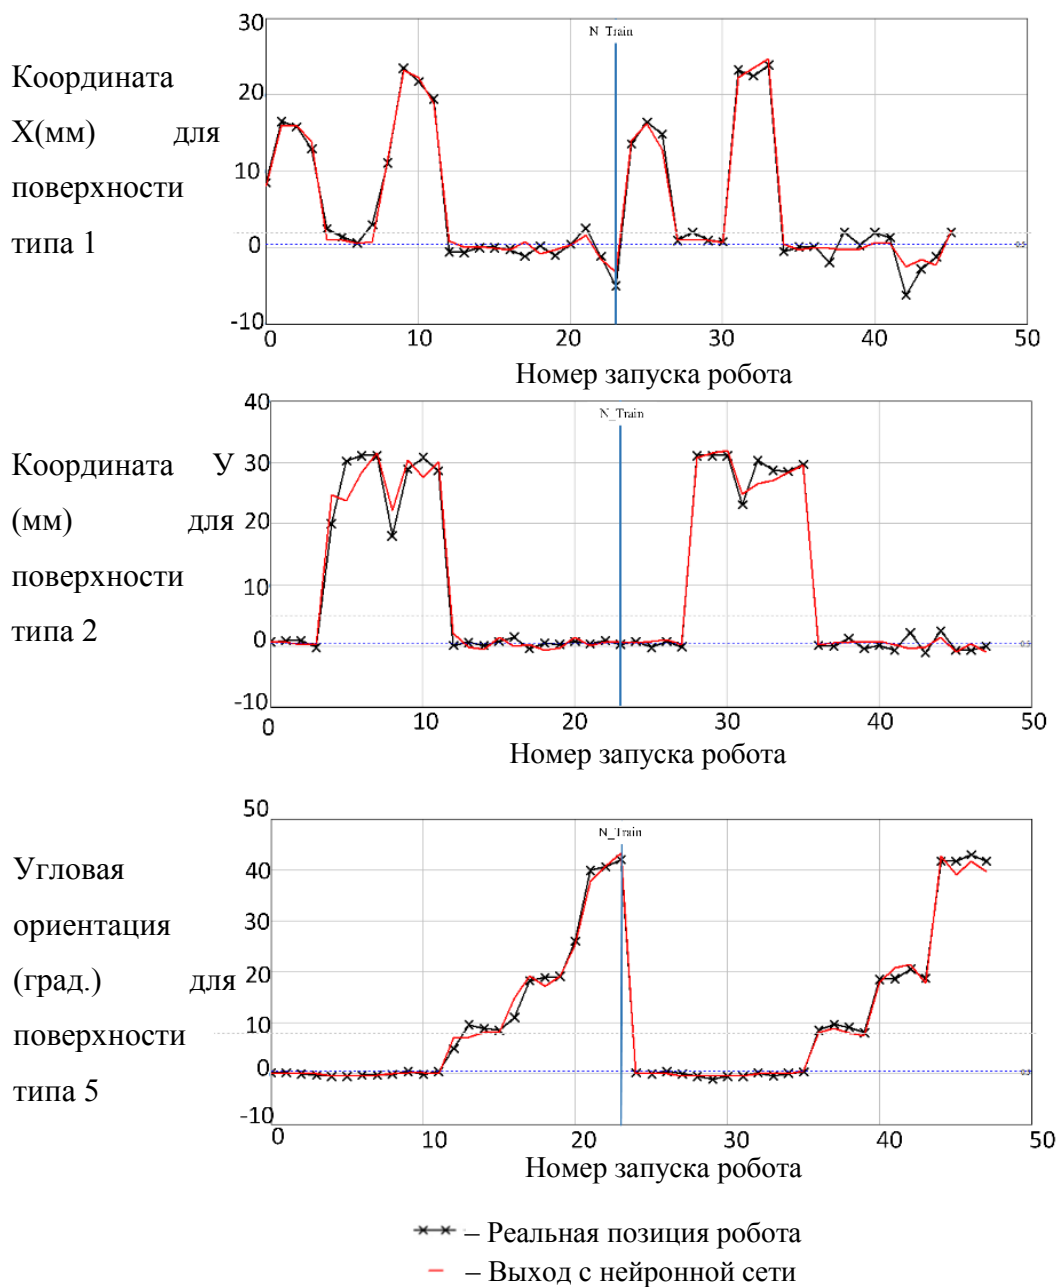 30
N_Train
Координата
20
X(мм) для
10
поверхности
типа 1
0
-10
0 10 20 30 40 50
Номер запуска робота
40
N_Train
Координата У
30
(мм) для
20
поверхности
10
типа 2
0
-10
0 10 20 30 40 50
Номер запуска робота
50
N_Train
Угловая
40
ориентация
30
(град.) для
20
поверхности
10
типа 5
0
-10
0 10 20 30 40 50
Номер запуска робота
– Реальная позиция робота
– Выход с нейронной сети